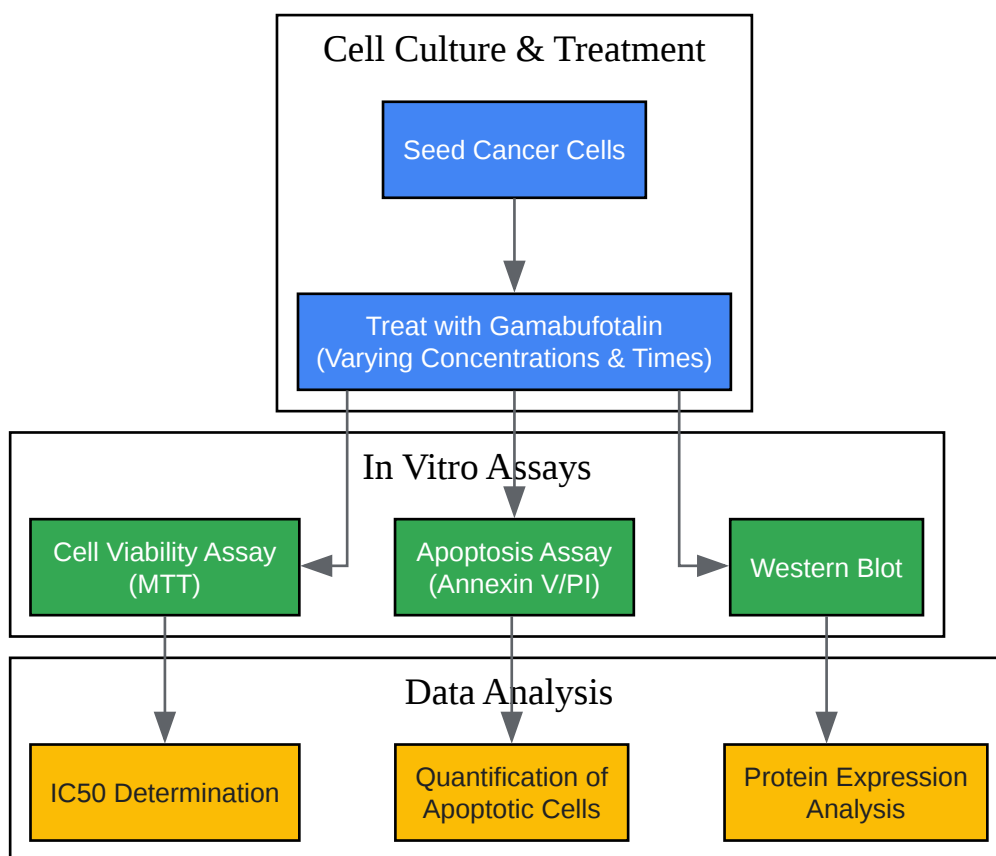 Cell Culture & Treatment
Seed Cancer Cells
Treat with Gamabufotalin
(Varying Concentrations & Times)
In Vitro Assays
Cell Viability Assay
(MTT)
Apoptosis Assay
(Annexin V/PI)
Western Blot
Data Analysis
IC50 Determination
Quantification of
Apoptotic Cells
Protein Expression
Analysis